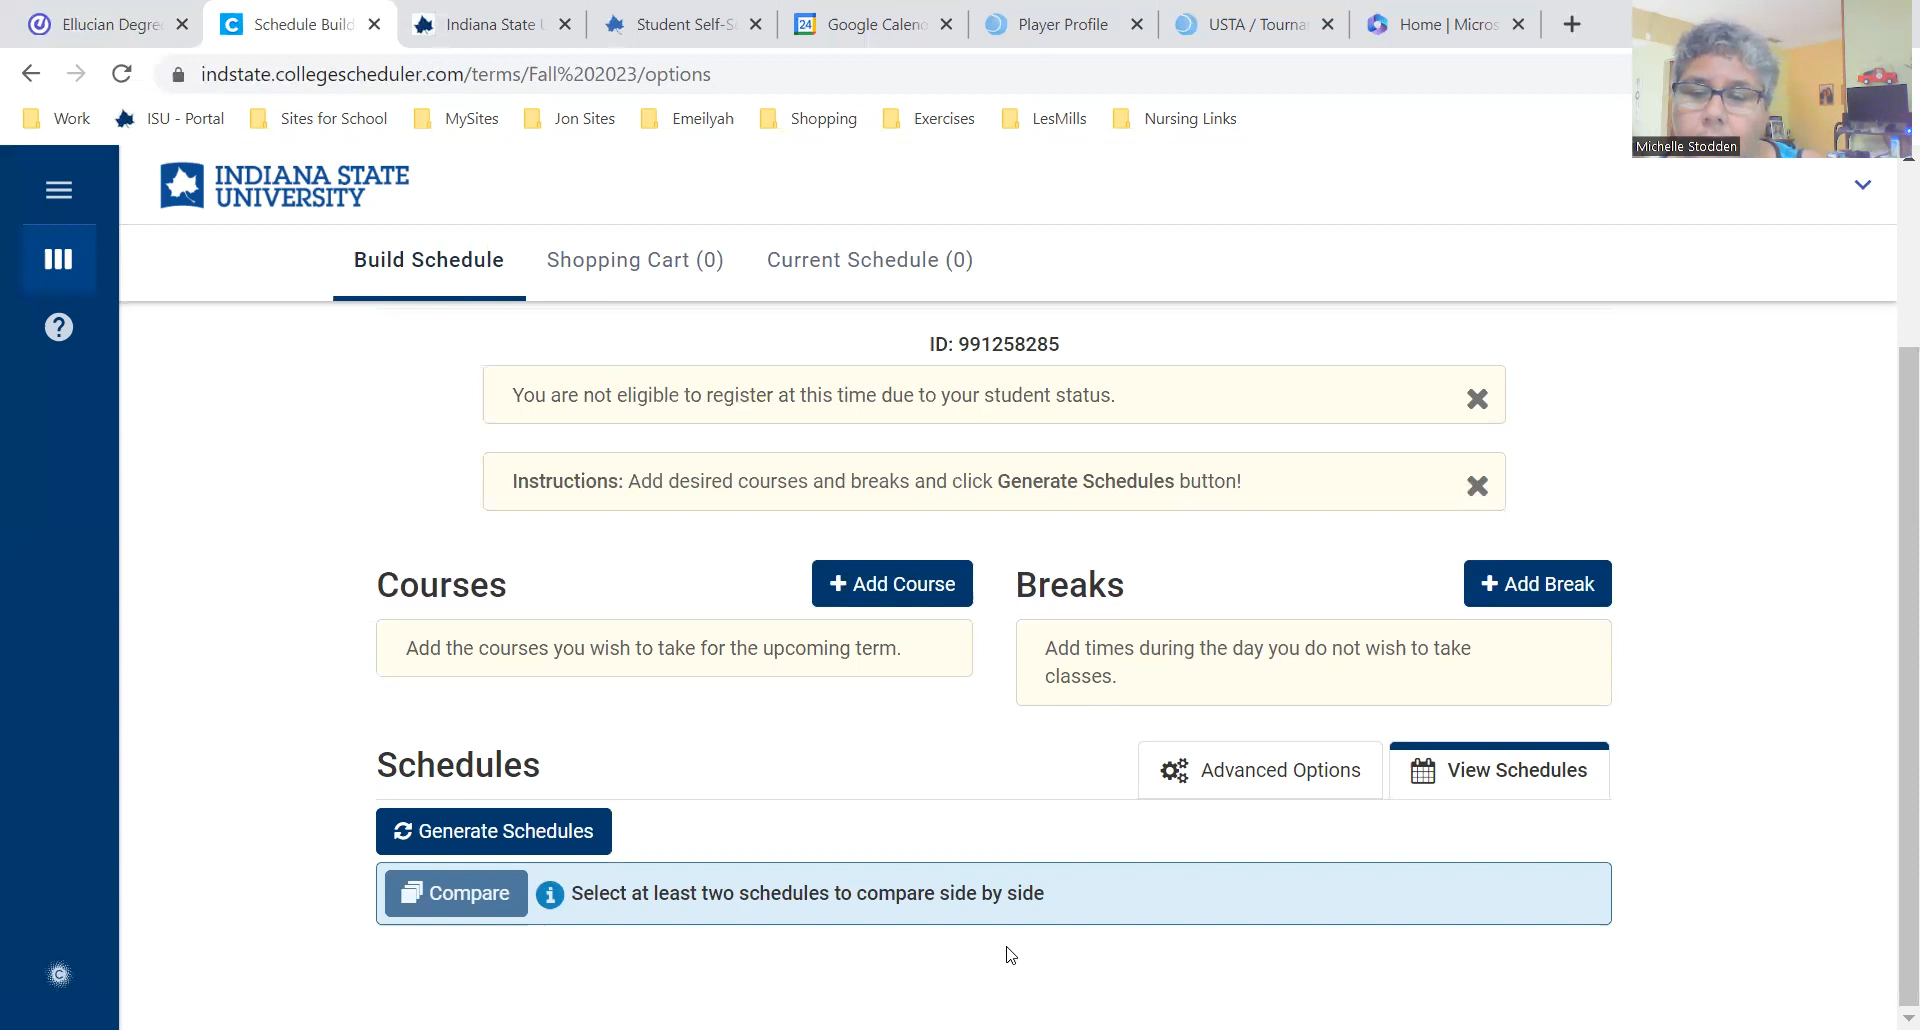 Ellucian Degre
Schedule Build
Indiana State U
Student Self-S
24
Google Calend
Player Profile
USTA / Tourna
Home | Micros
indstate.collegescheduler.com/terms/Fall%202023/options
Work
ISU - Portal
Sites for School
MySites
Jon Sites
Emeilyah
Shopping
Exercises
LesMills
Nursing Links
Michelle Stodden
INDIANA STATE
UNIVERSITY
Build Schedule
Shopping Cart (0)
Current Schedule (0)
ID: 991258285
You are not eligible to register at this time due to your student status.
Instructions: Add desired courses and breaks and click Generate Schedules button!
Courses
+ Add Course
Breaks
+ Add Break
Add the courses you wish to take for the upcoming term.
Add times during the day you do not wish to take
classes.
Schedules
Advanced Options
View Schedules
Generate Schedules
Compare
Select at least two schedules to compare side by side